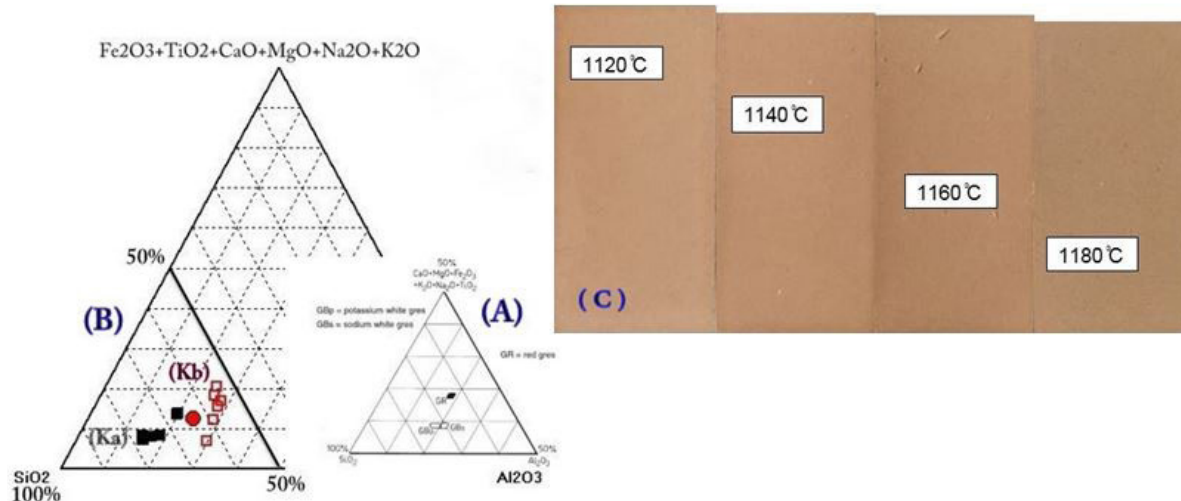 Fe2O3+TiO2+CaO+MgO+Na2O+K2O
50%
(B)
(Kb)
(Ka)
SiO2
100%
50%
50%
CaO+MgO+Fe₂O₃
+K₂O+Na₂O+TiO₂
(A)
GBp = potassium white gres
GBs = sodium white gres
GR = red gres
GR
GBs
100%
SiO₂
50%
Al₂O₃
Al2O3
1120°C
1140°C
1160°C
1180°C
(C)